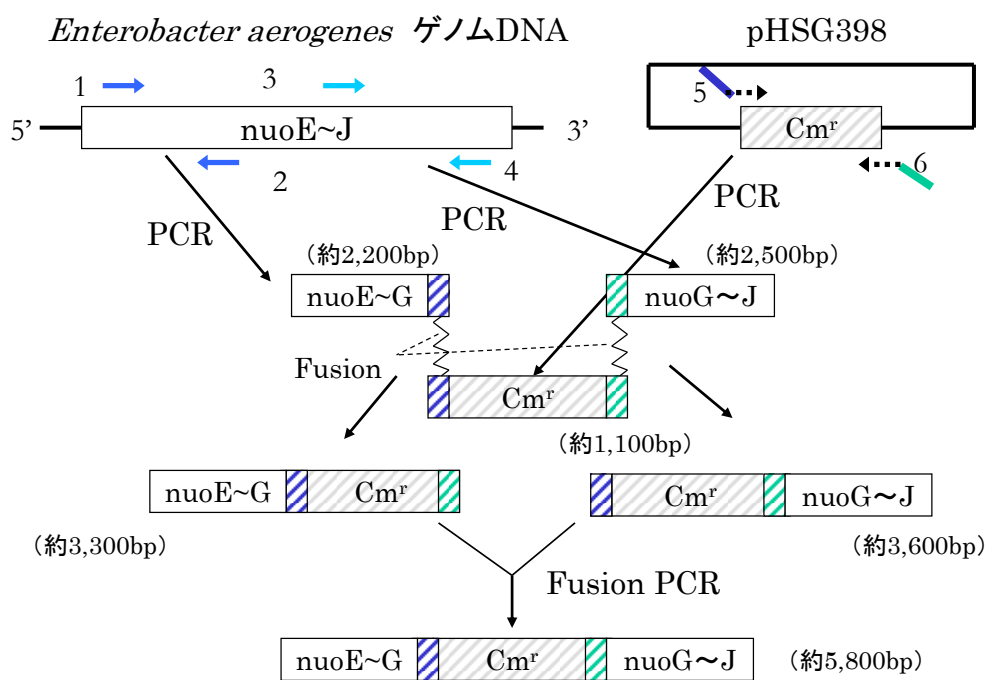 Enterobacter aerogenes ゲノムDNA
pHSG398
1
3
5
5’
nuoE~J
3’
Cmʳ
2
4
6
PCR
PCR
PCR
(約2,200bp)
(約2,500bp)
nuoE~G
nuoG～J
Fusion
Cmʳ
(約1,100bp)
nuoE~G
Cmʳ
Cmʳ
nuoG～J
(約3,300bp)
(約3,600bp)
Fusion PCR
nuoE~G
Cmʳ
nuoG～J
(約5,800bp)